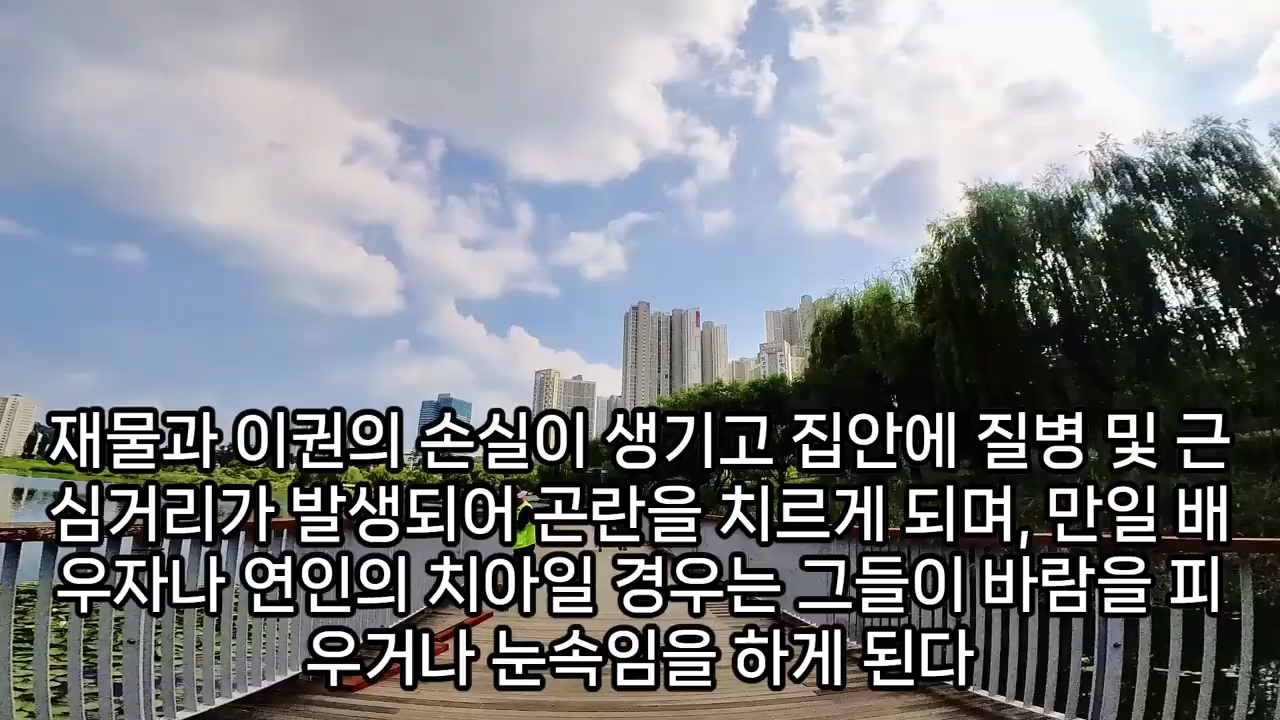 재물과 이권의 손실이 생기고 집안에 질병 및 근
심거리가 발생되어 곤란을 치르게 되며, 만일 배
우자나 연인의 치아일 경우는 그들이 바람을 피
우거나 눈속임을 하게 된다